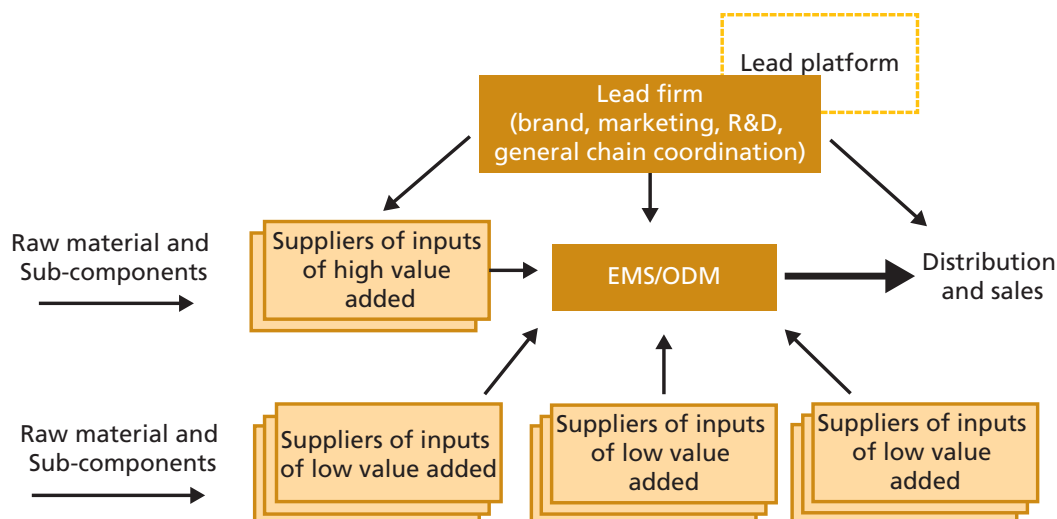 Lead platform
Lead firm
(brand, marketing, R&D,
general chain coordination)
Raw material and
Sub-components
Suppliers of inputs
of high value
added
EMS/ODM
Distribution
and sales
Raw material and
Sub-components
Suppliers of inputs
of low value added
Suppliers of inputs
of low value
added
Suppliers of inputs
of low value
added